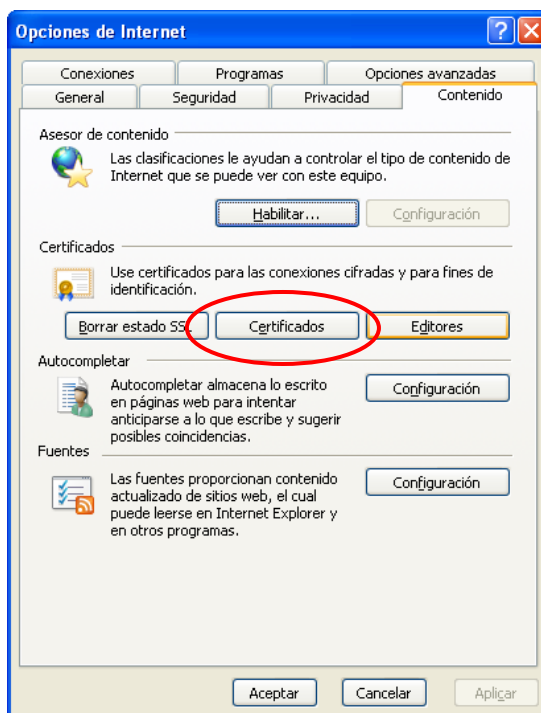 Opciones de Internet
Conexiones Programas Opciones avanzadas
General Seguridad Privacidad Contenido
Asesor de contenido
Las clasificaciones le ayudan a controlar el tipo de contenido de
Internet que se puede ver con este equipo.
Habilitar... Configuración
Certificados
Use certificados para las conexiones cifradas y para fines de
identificación.
Borrar estado SSL Certificados Editores
Autocompletar
Autocompletar almacena lo escrito
en páginas web para intentar
anticiparse a lo que escribe y sugerir
posibles coincidencias.
Configuración
Fuentes
Las fuentes proporcionan contenido
actualizado de sitios web, el cual
puede leerse en Internet Explorer y
en otros programas.
Configuración
Aceptar Cancelar Aplicar